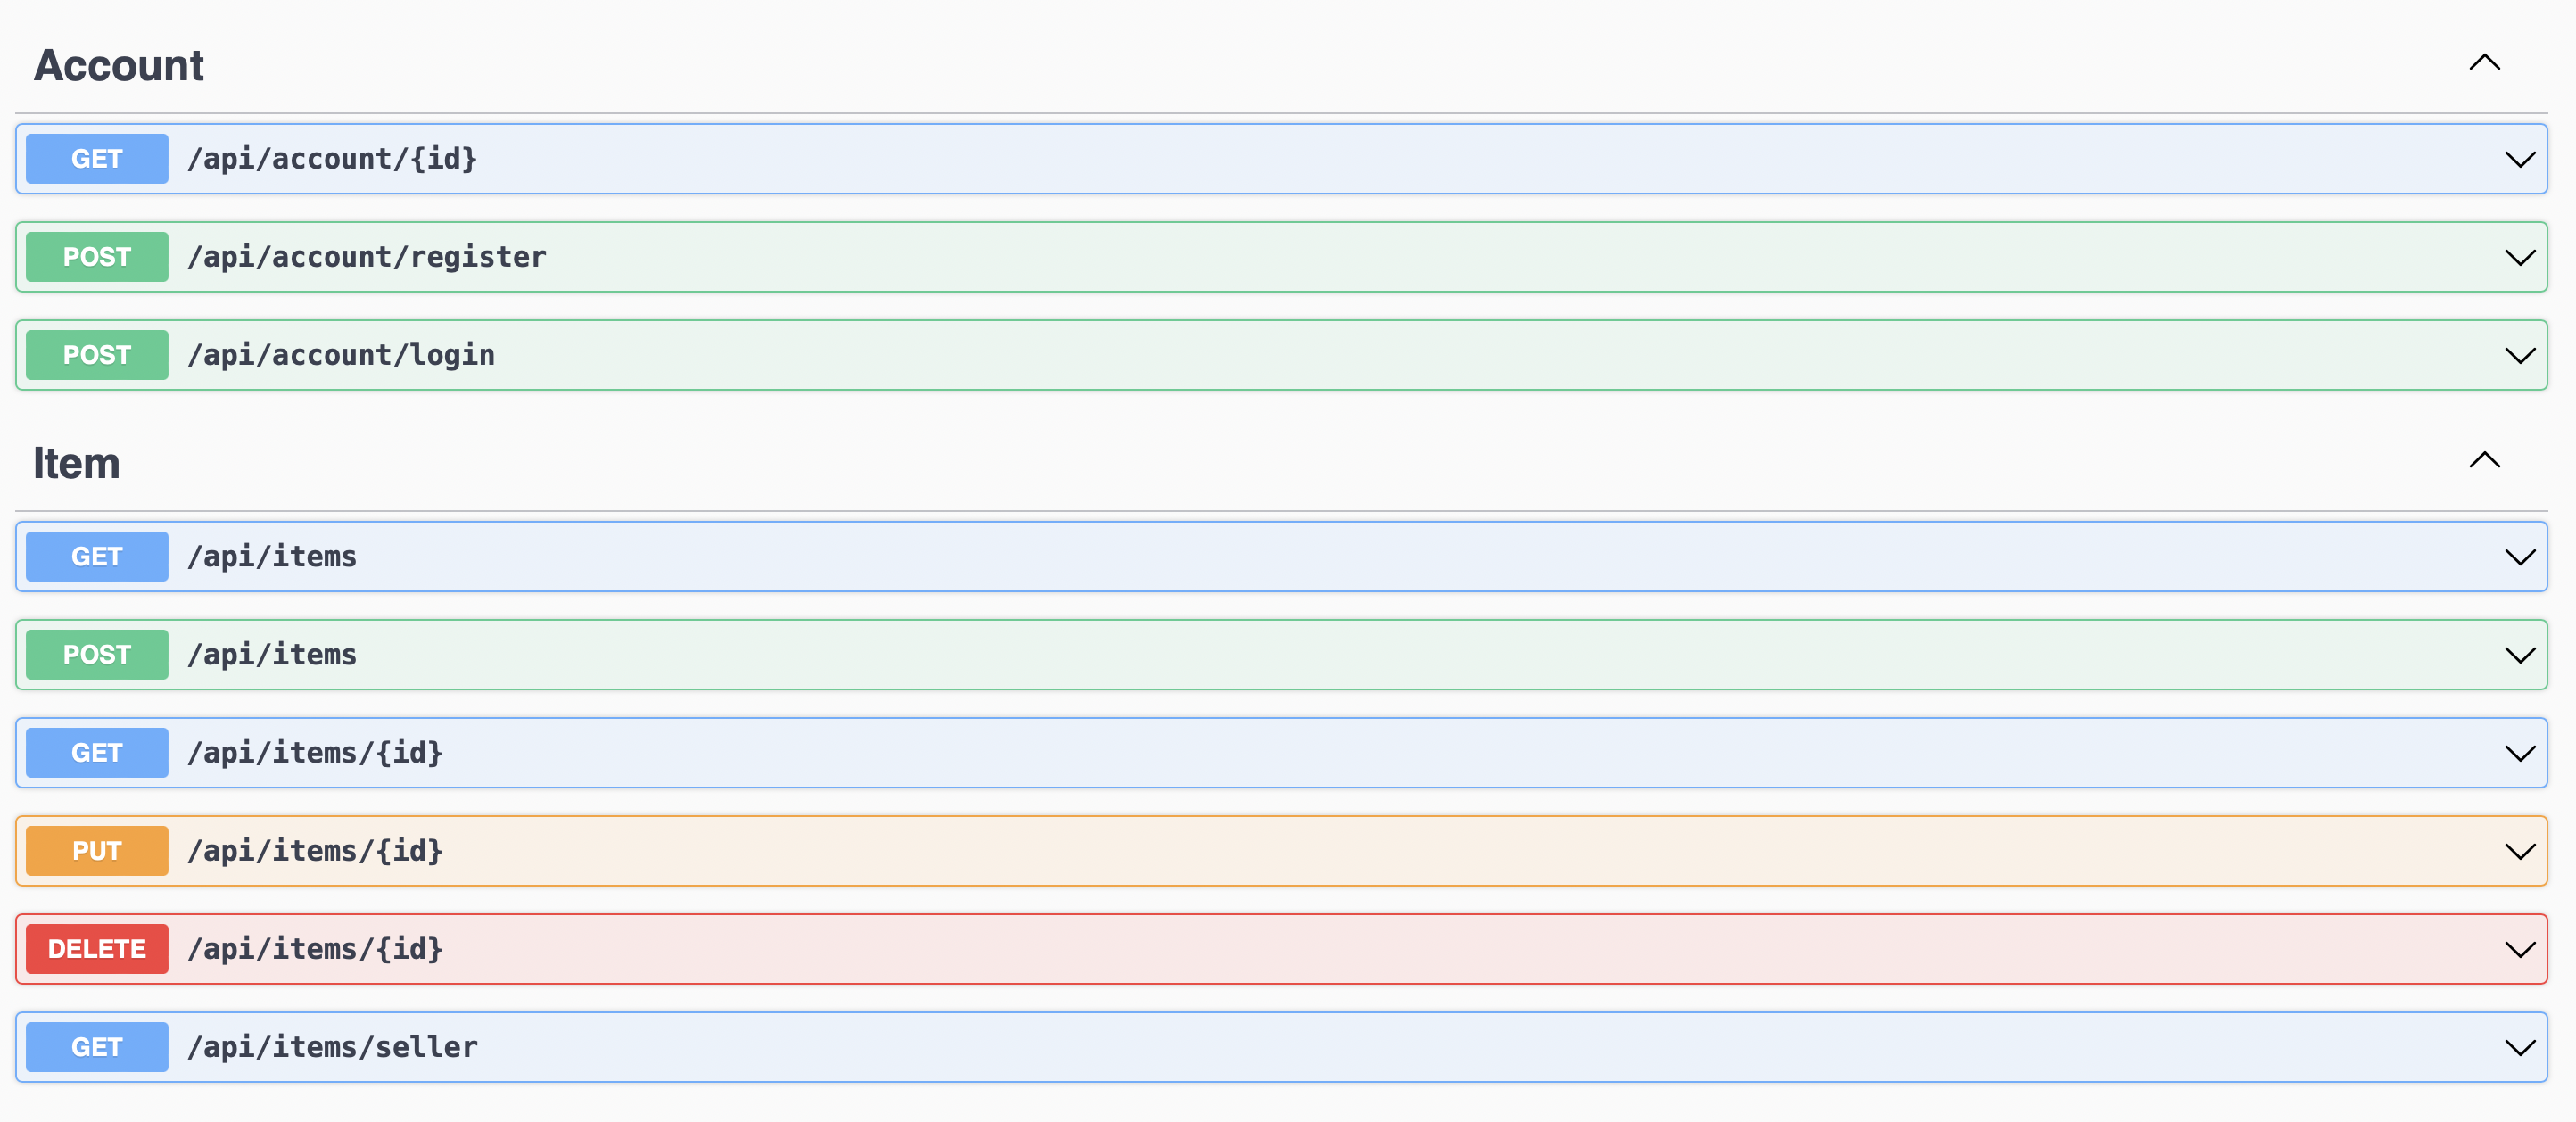 Account
GET /api/account/{id}
POST /api/account/register
POST /api/account/login
Item
GET /api/items
POST /api/items
GET /api/items/{id}
PUT /api/items/{id}
DELETE /api/items/{id}
GET /api/items/seller